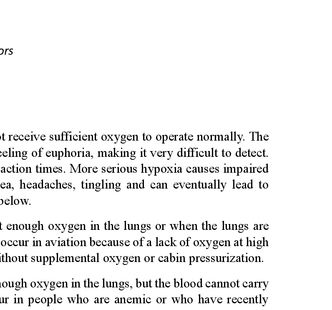 ors
t receive sufficient oxygen to operate normally. The
eeling of euphoria, making it very difficult to detect.
action times. More serious hypoxia causes impaired
ea, headaches, tingling and can eventually lead to
below.
t enough oxygen in the lungs or when the lungs are
occur in aviation because of a lack of oxygen at high
ithout supplemental oxygen or cabin pressurization.
nough oxygen in the lungs, but the blood cannot carry
ur in people who are anemic or who have recently